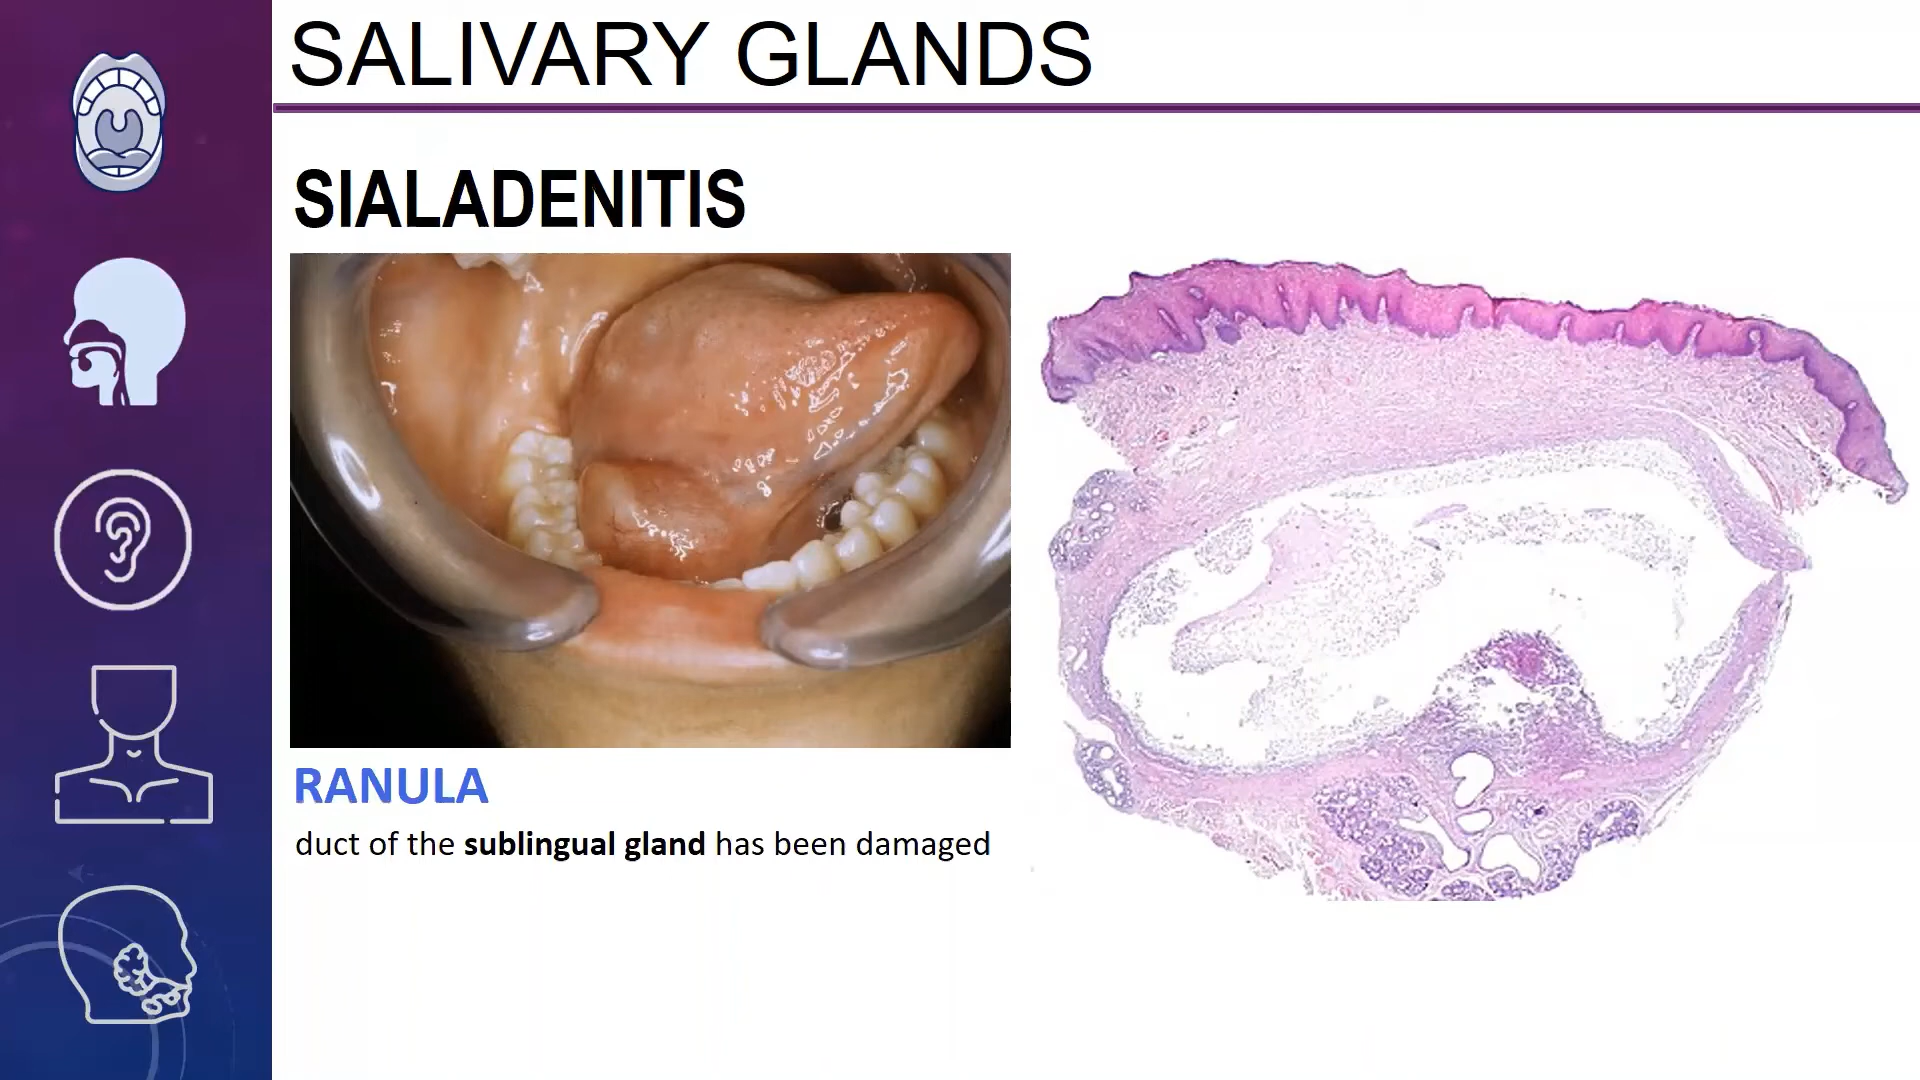 SALIVARY GLANDS
SIALADENITIS
RANULA
duct of the sublingual gland has been damaged